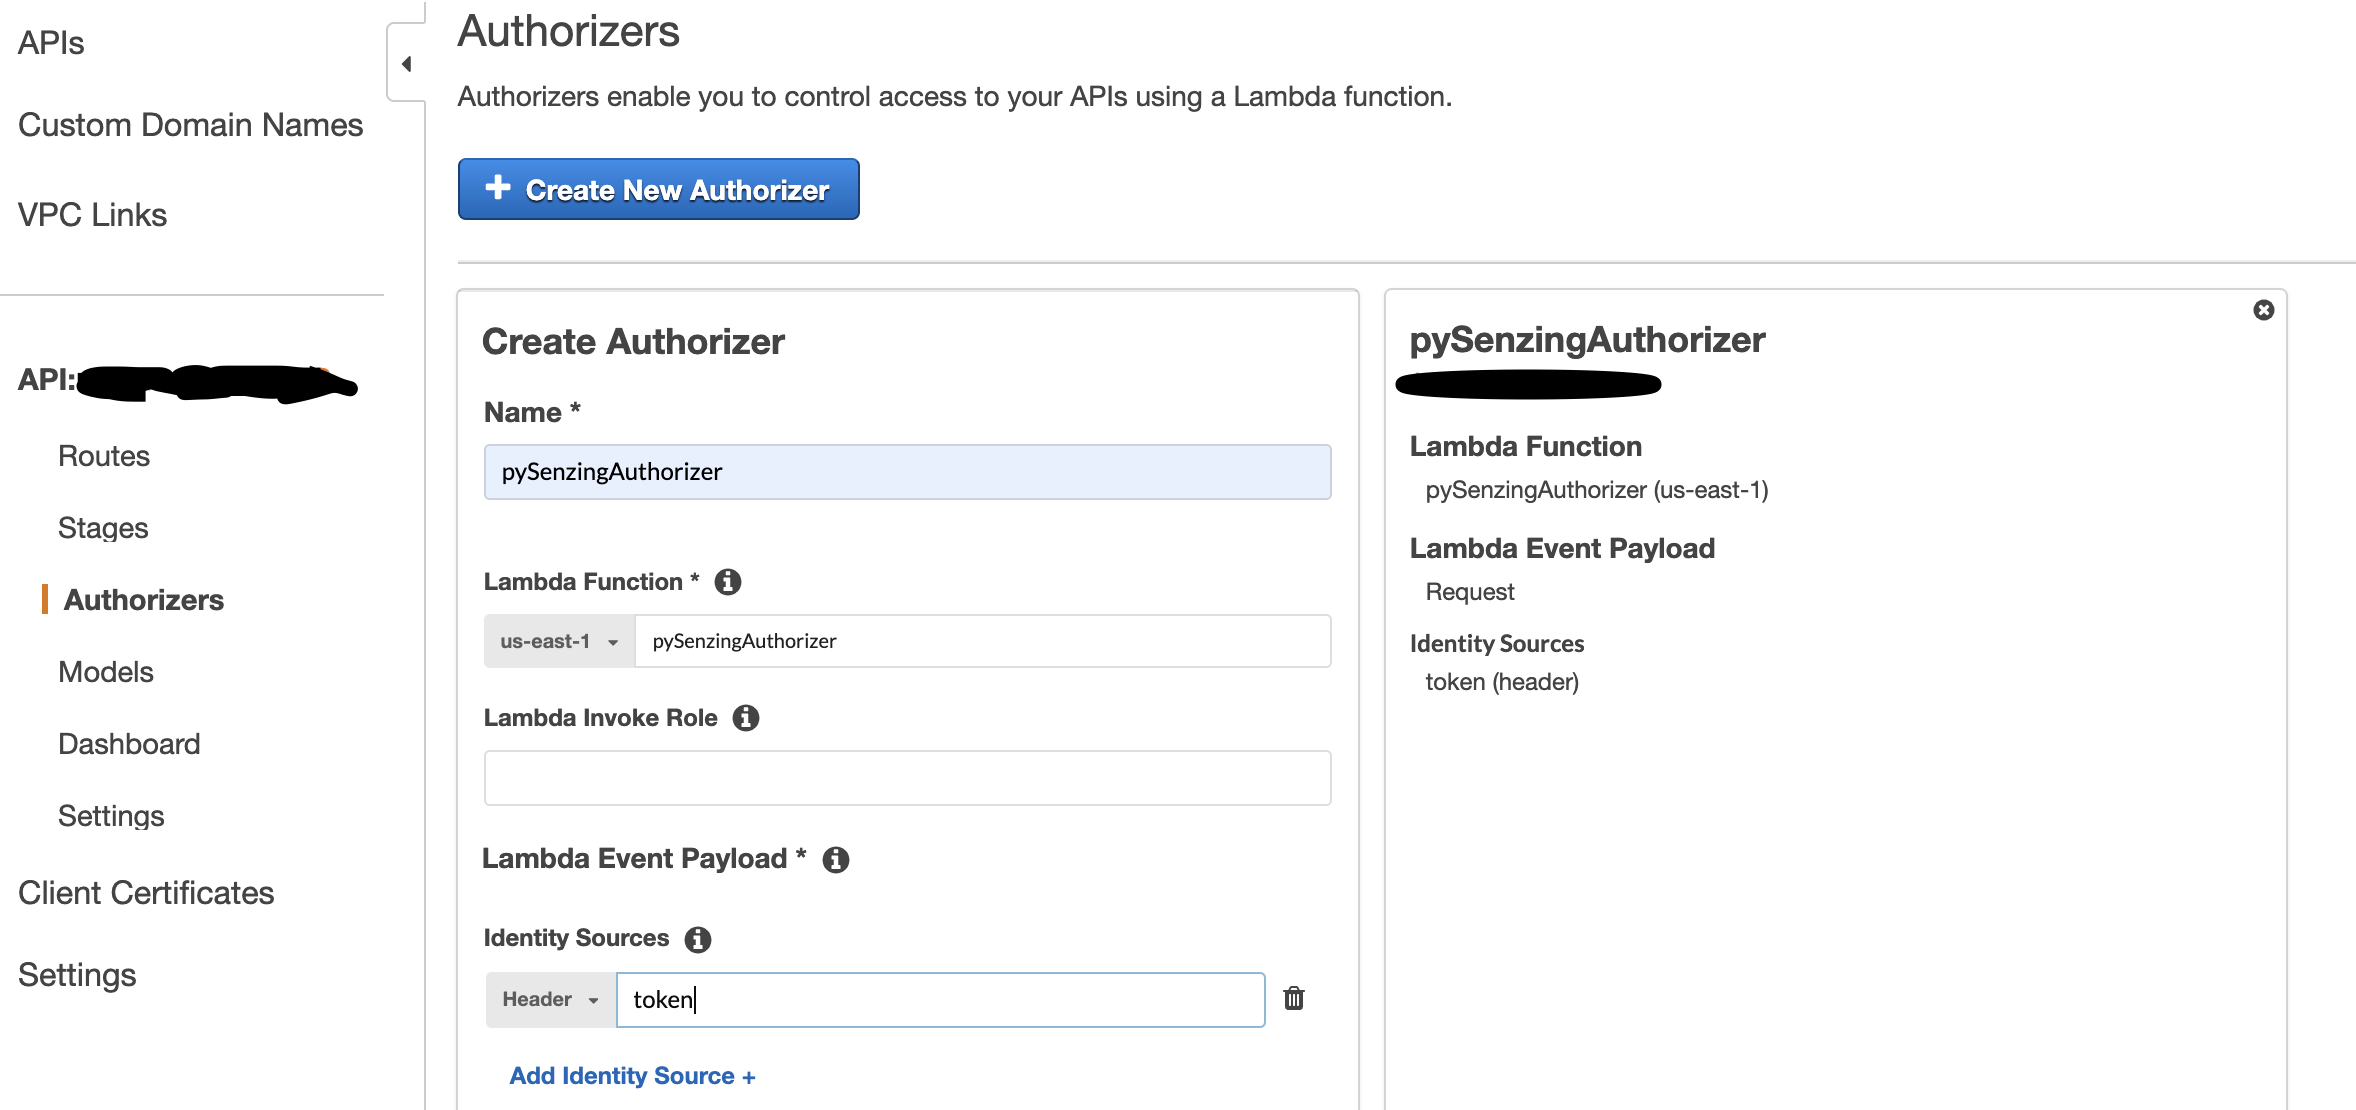 APIs
Custom Domain Names
VPC Links
API:
Routes
Stages
Authorizers
Models
Dashboard
Settings
Client Certificates
Settings
Authorizers
Authorizers enable you to control access to your APIs using a Lambda function.
+ Create New Authorizer
Create Authorizer
Name *
pySenzingAuthorizer
Lambda Function *
us-east-1 pySenzingAuthorizer
Lambda Invoke Role
Lambda Event Payload *
Identity Sources
Header token
Add Identity Source +
pySenzingAuthorizer
Lambda Function
pySenzingAuthorizer (us-east-1)
Lambda Event Payload
Request
Identity Sources
token (header)